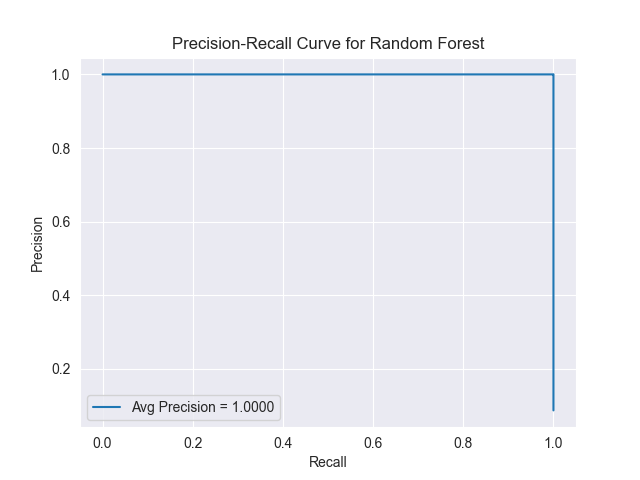 Precision-Recall Curve for Random Forest
1.0
0.8
0.6
0.4
0.2
Precision
Avg Precision = 1.0000
0.0 0.2 0.4 0.6 0.8 1.0
Recall